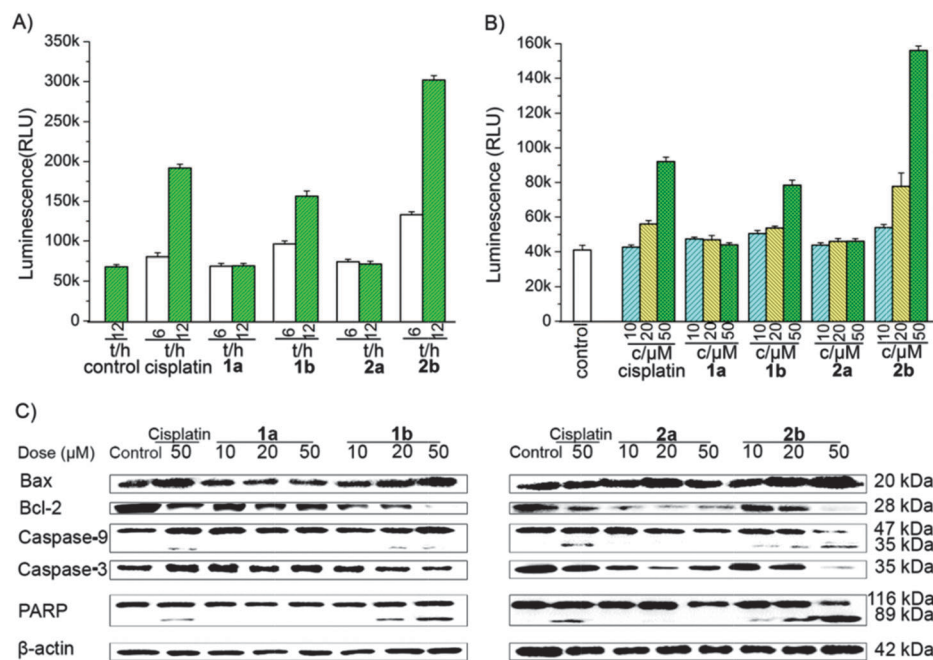 A)
350k
300k
250k
200k
150k
100k
50k
0k
Luminescence(RLU)
12 6 12 6 12 6 12 6 12 6 12
t/h t/h t/h t/h t/h t/h
control cisplatin 1a 1b 2a 2b
B)
160k
140k
120k
100k
80k
60k
40k
20k
0k
Luminescence (RLU)
control
10 20 50 10 20 50 10 20 50 10 20 50 10 20 50
c/μM c/μM c/μM c/μM c/μM
cisplatin 1a 1b 2a 2b
C)
Cisplatin 1a 1b Cisplatin 2a 2b
Dose (μM) Control 50 10 20 50 10 20 50 Control 50 10 20 50 10 20 50
Bax 20 kDa
Bcl-2 28 kDa
Caspase-9 47 kDa
35 kDa
Caspase-3 35 kDa
PARP 116 kDa
89 kDa
β-actin 42 kDa